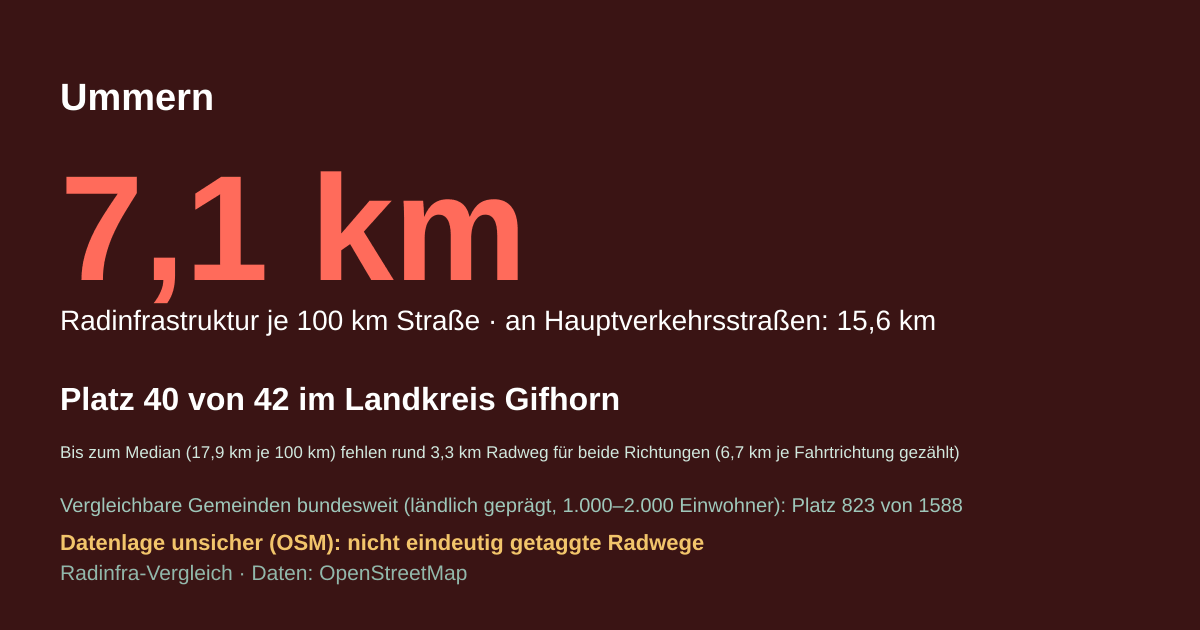 Ummern
7,1 km
Radinfrastruktur je 100 km Straße · an Hauptverkehrsstraßen: 15,6 km
Platz 40 von 42 im Landkreis Gifhorn
Bis zum Median (17,9 km je 100 km) fehlen rund 3,3 km Radweg für beide Richtungen (6,7 km je Fahrtrichtung gezählt)
Vergleichbare Gemeinden bundesweit (ländlich geprägt, 1.000–2.000 Einwohner): Platz 823 von 1588
Datenlage unsicher (OSM): nicht eindeutig getaggte Radwege
Radinfra-Vergleich · Daten: OpenStreetMap